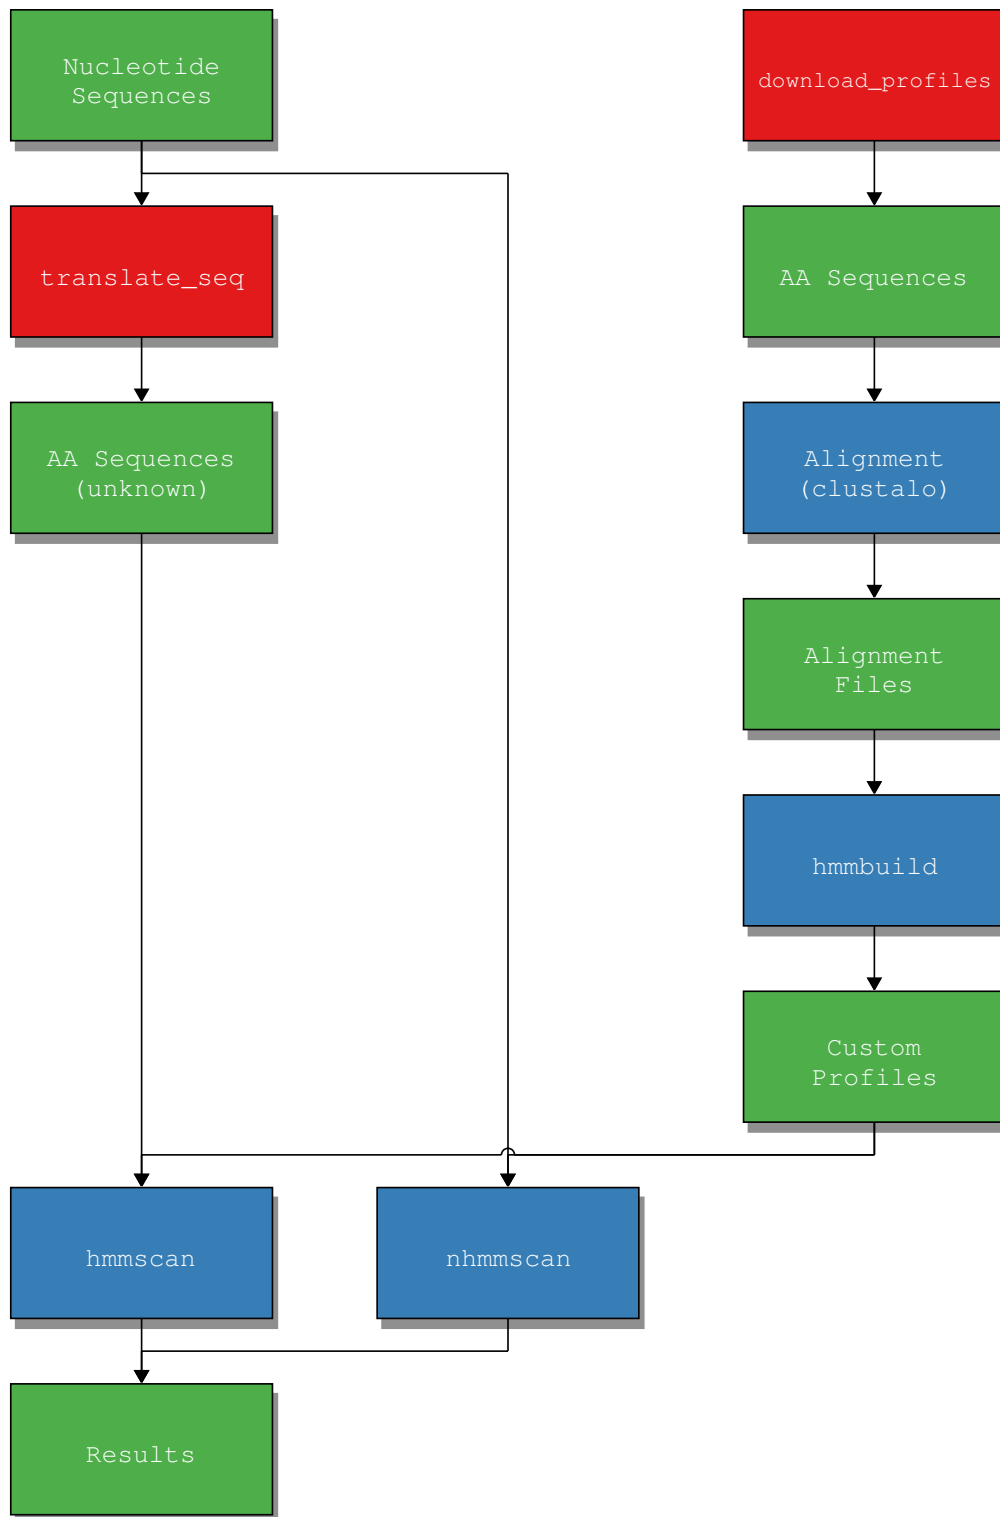 Nucleotide
Sequences
download_profiles
translate_seq
AA Sequences
AA Sequences
(unknown)
Alignment
(clustalo)
Alignment
Files
hmmbuild
Custom
Profiles
hmmscan
nhmmscan
Results